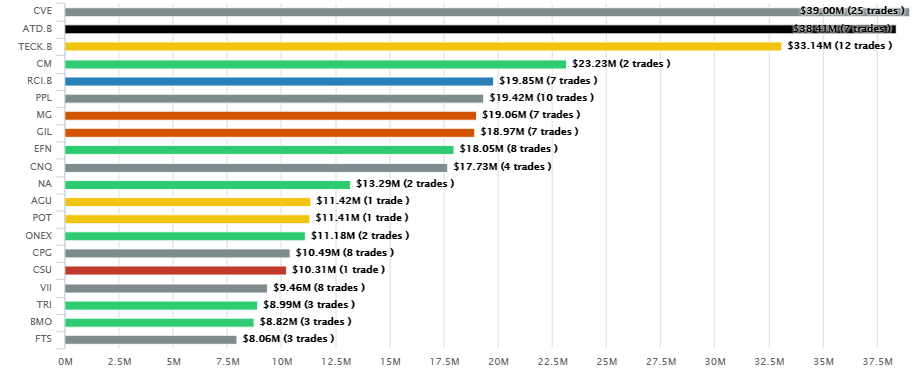 CVE $39.00M (25 trades )
ATD.B $38.41M (7 trades )
TECK.B $33.14M (12 trades )
CM $23.23M (2 trades )
RCI.B $19.85M (7 trades )
PPL $19.42M (10 trades )
MG $19.06M (7 trades )
GIL $18.97M (7 trades )
EFN $18.05M (8 trades )
CNQ $17.73M (4 trades )
NA $13.29M (2 trades )
AGU $11.42M (1 trade )
POT $11.41M (1 trade )
ONEX $11.18M (2 trades )
CPG $10.49M (8 trades )
CSU $10.31M (1 trade )
VII $9.46M (8 trades )
TRI $8.99M (3 trades )
BMO $8.82M (3 trades )
FTS $8.06M (3 trades )
0M 2.5M 5M 7.5M 10M 12.5M 15M 17.5M 20M 22.5M 25M 27.5M 30M 32.5M 35M 37.5M